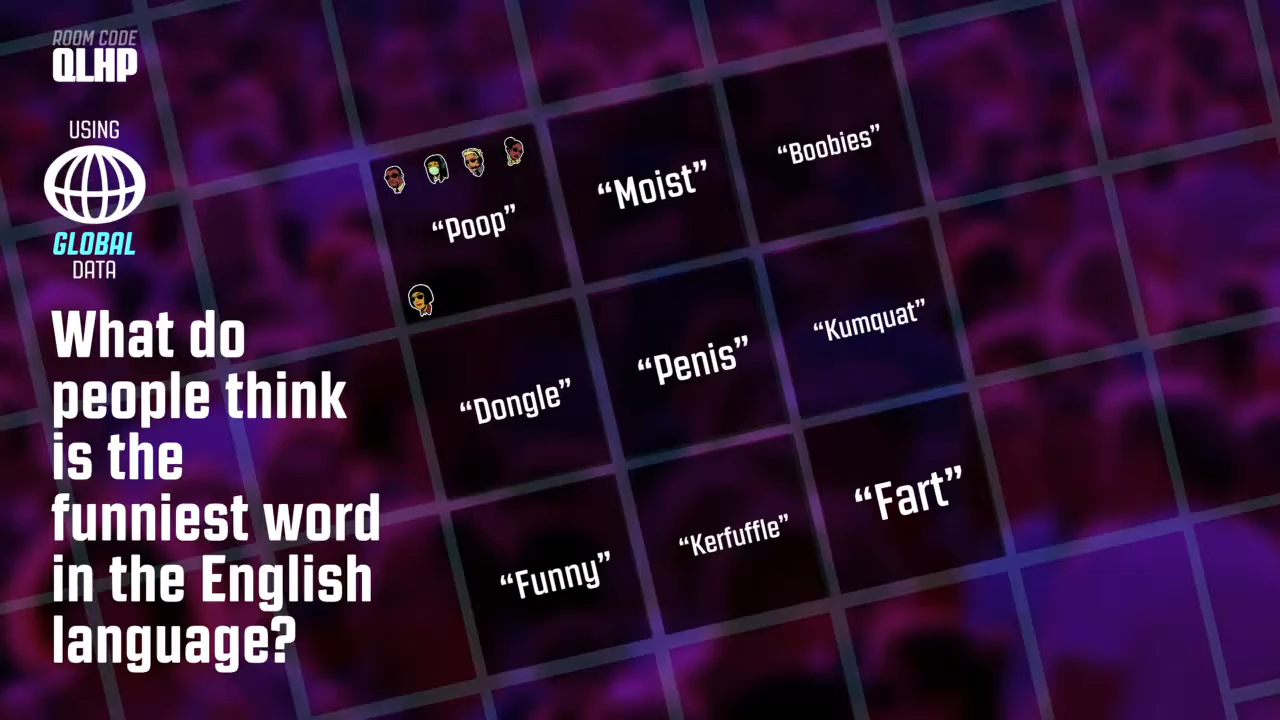 ROOM CODE
QLHP
USING
GLOBAL
DATA
What do
people think
is the
funniest word
in the English
language?
“Poop”
“Moist”
“Boobies”
“Dongle”
“Penis”
“Kumquat”
“Funny”
“Kerfuffle”
“Fart”